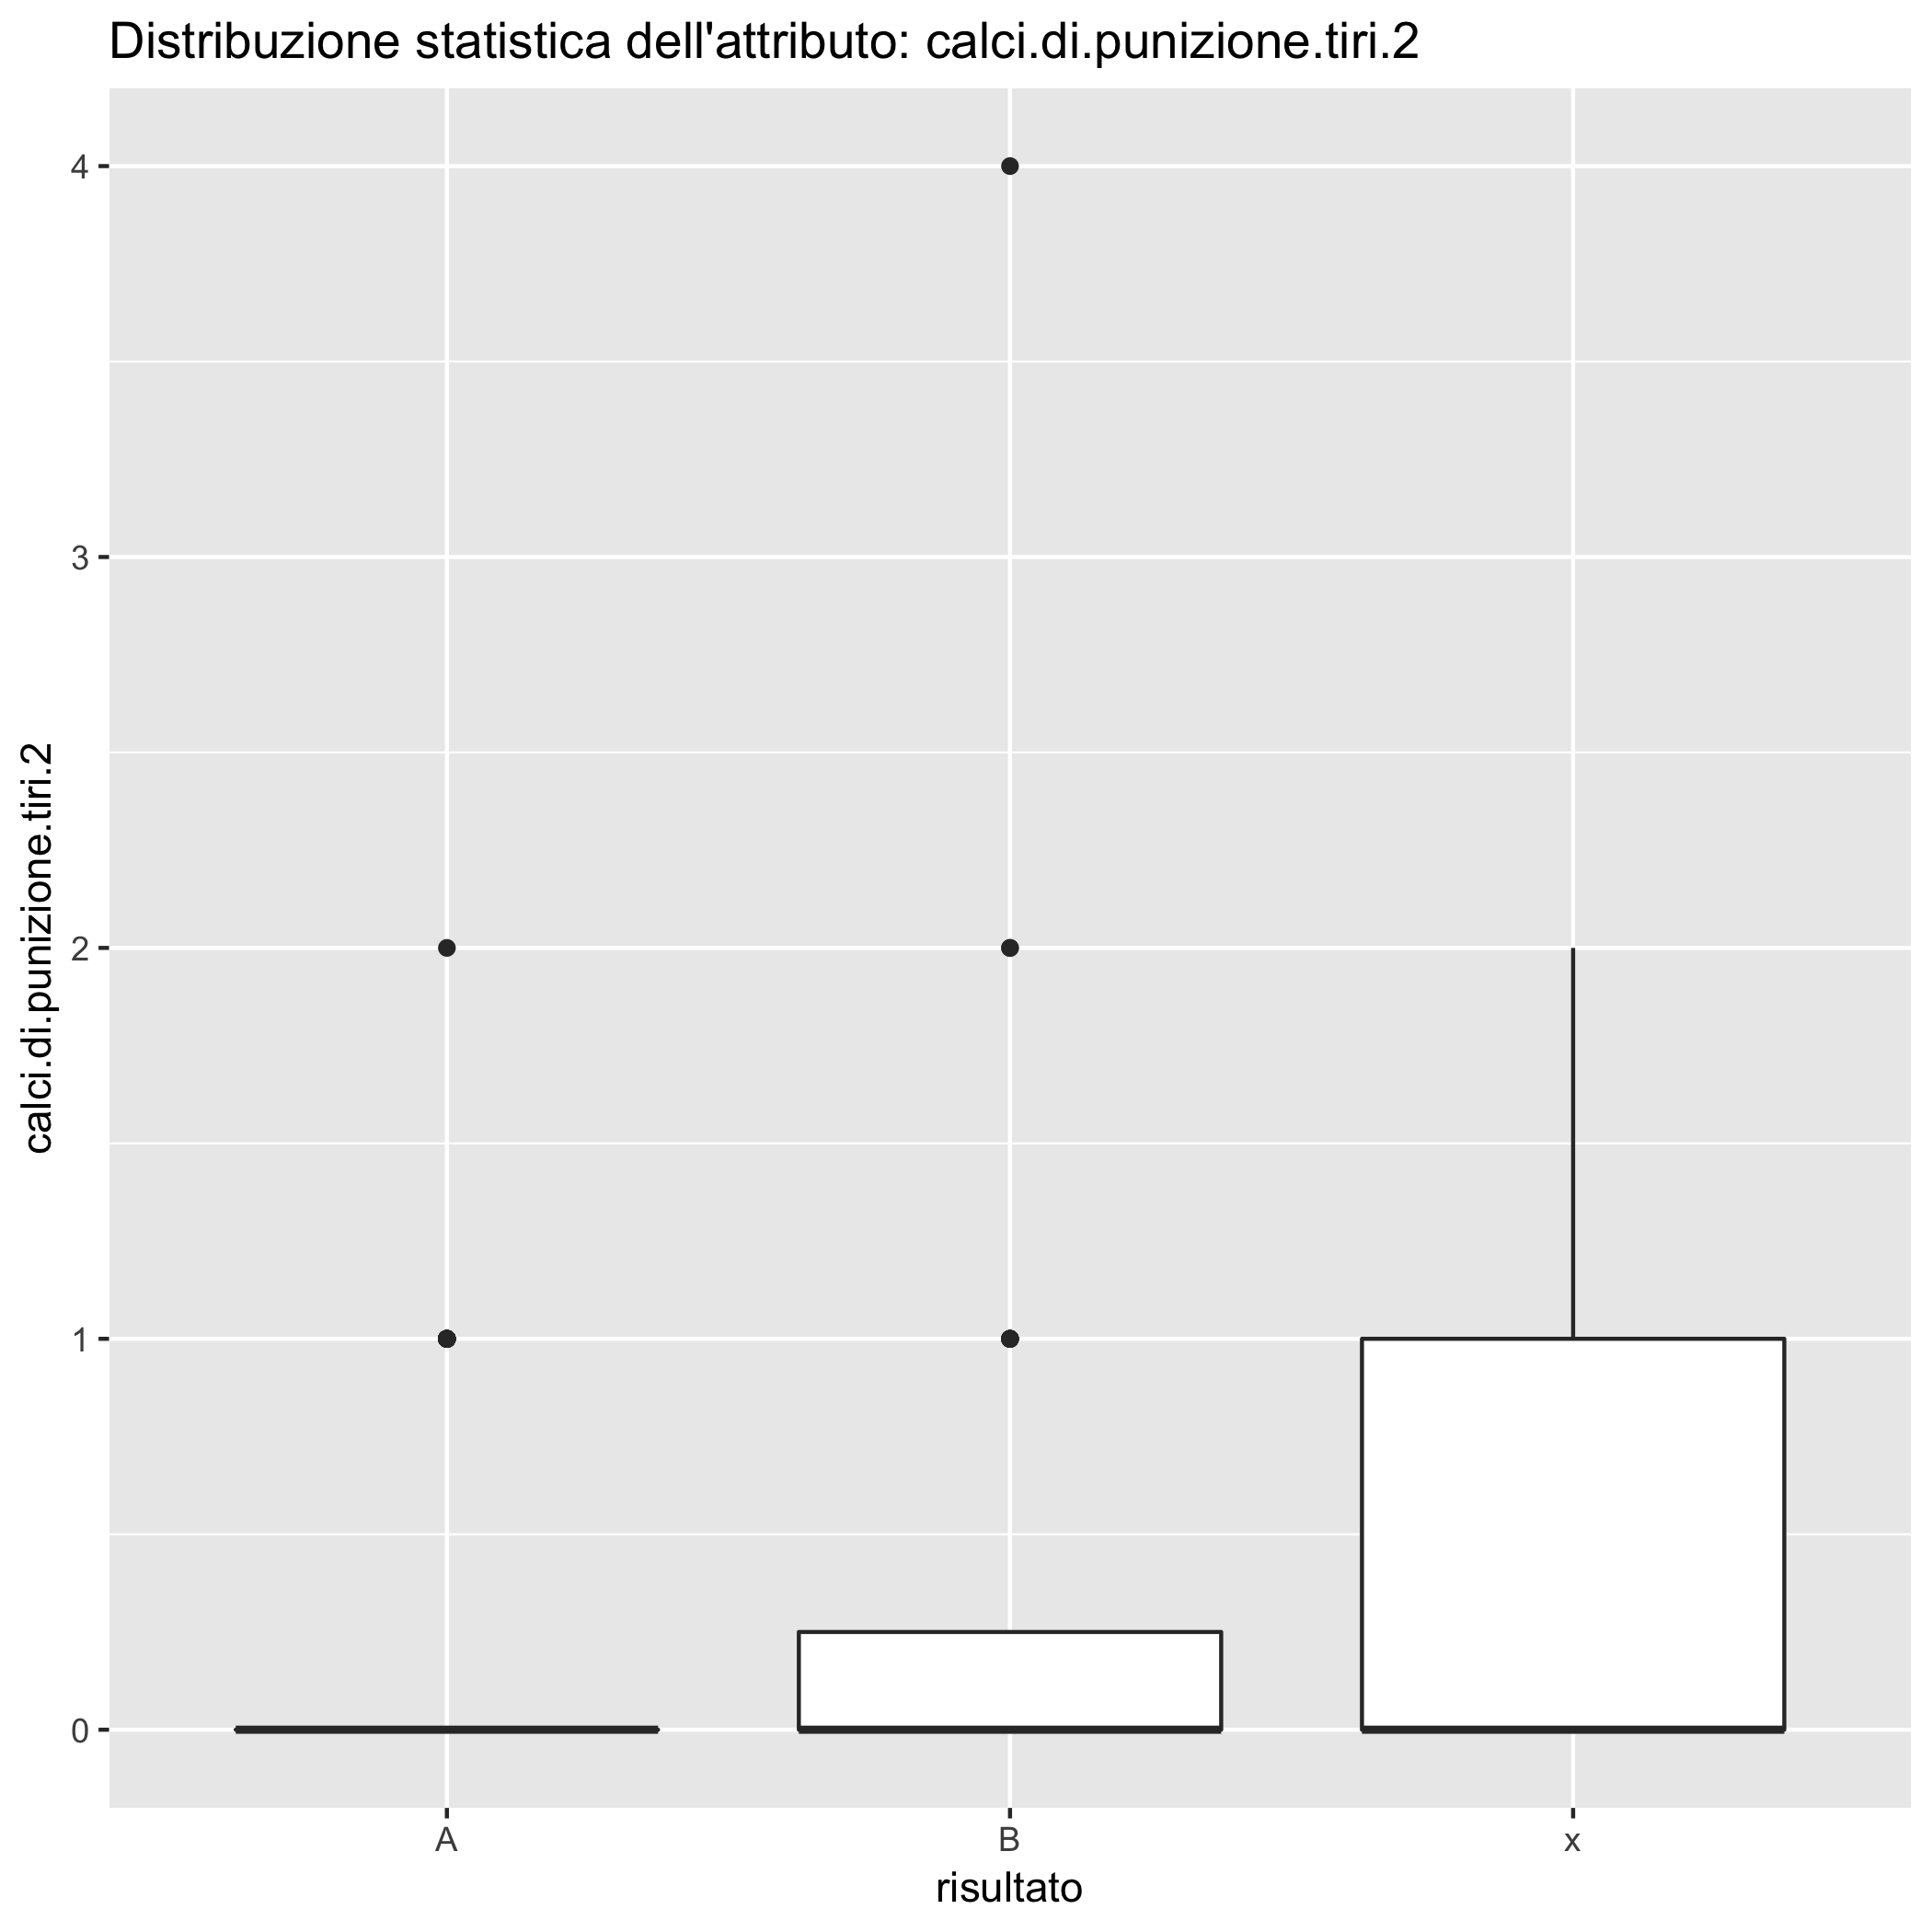 Distribuzione statistica dell'attributo: calci.di.punizione.tiri.2
calci.di.punizione.tiri.2
4
3
2
1
0
A
B
x
risultato